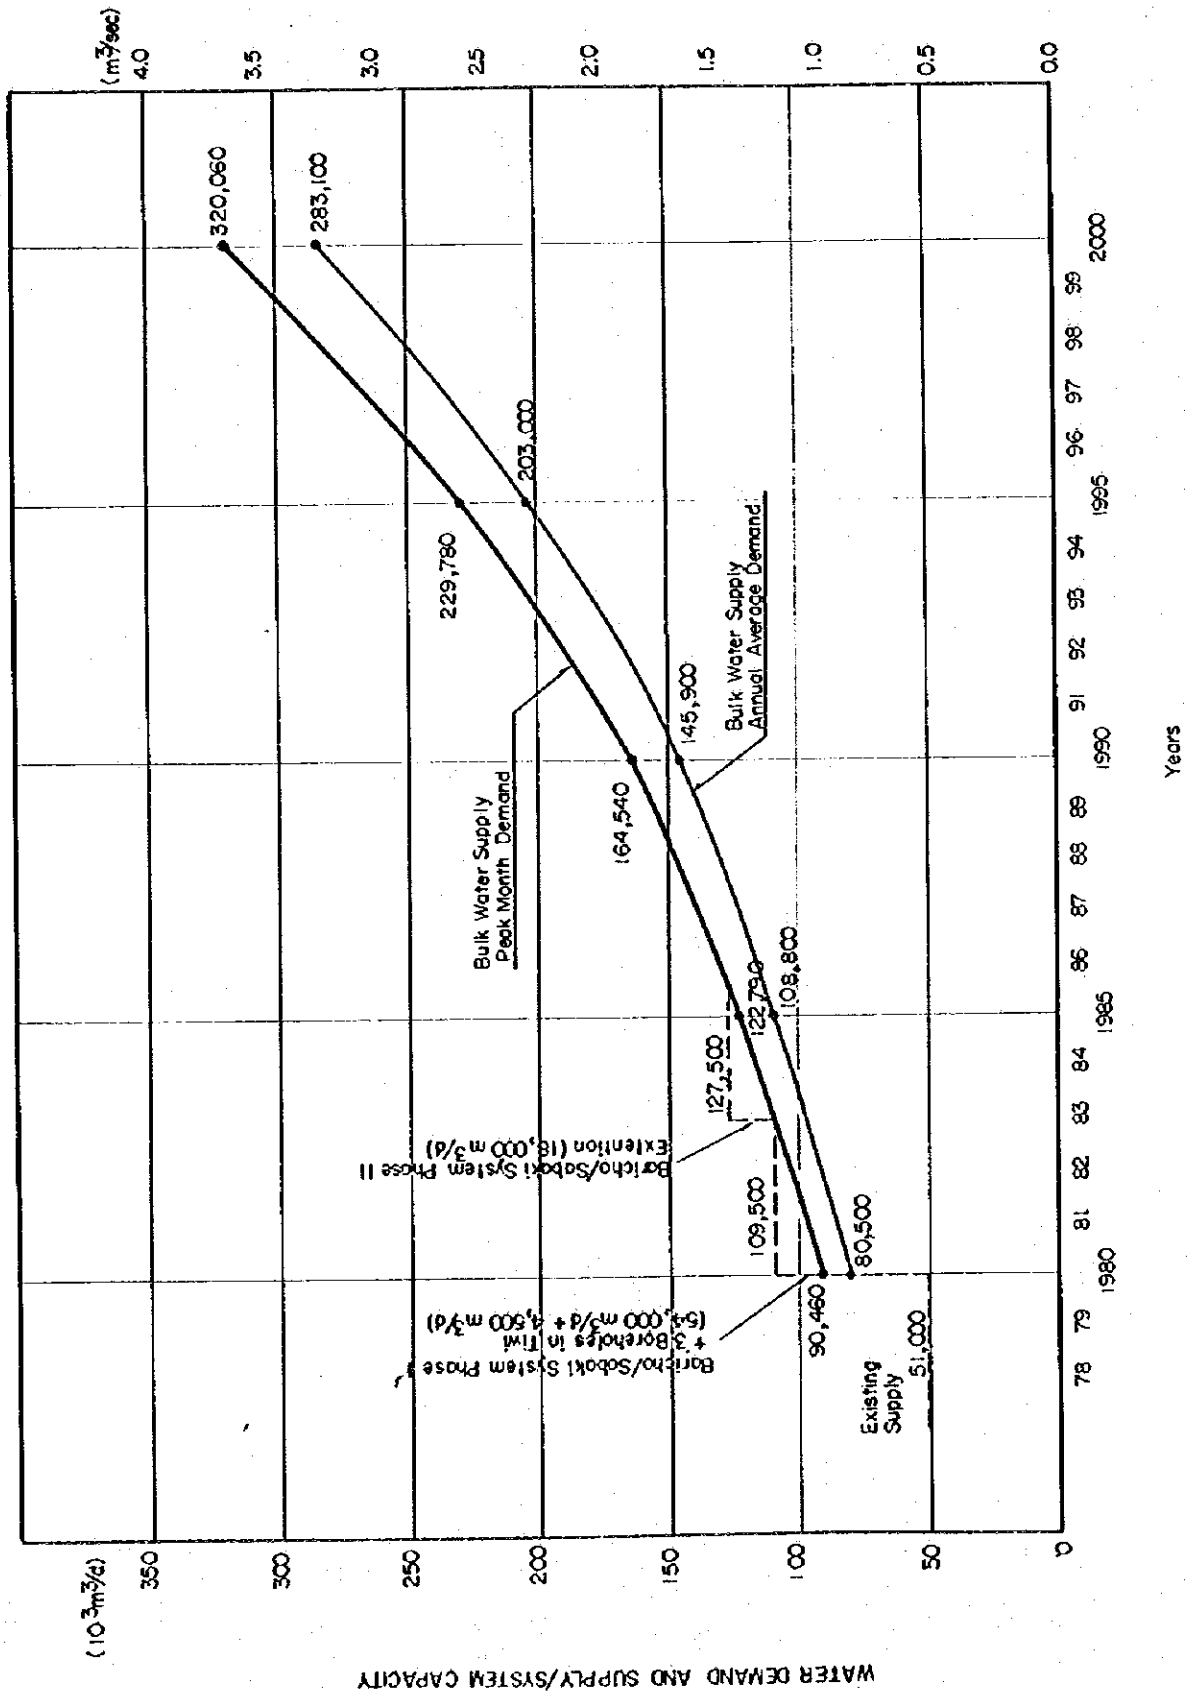 WATER DEMAND AND SUPPLY/SYSTEM CAPACITY
(10³m³/d)
350
300
250
200
150
100
50
0
(m³/sec)
4.0
3.5
3.0
2.5
2.0
1.5
1.0
0.5
0.0
320,060
283,100
229,780
203,000
Bulk Water Supply
Peak Month Demand
164,540
145,900
Bulk Water Supply
Annual Average Demand
Baricho/Sabaki System Phase II
Extention (18,000 m³/d)
127,500
122,790
108,800
109,500
Baricho/Sabaki System Phase
+ 3 Boreholes in Tiwi
(54,000 m³/d + 4,500 m³/d)
90,460
80,500
Existing
Supply
51,000
78 79 1980 81 82 83 84 1985 86 87 88 89 1990 91 92 93 94 1995 96 97 98 99 2000
Years